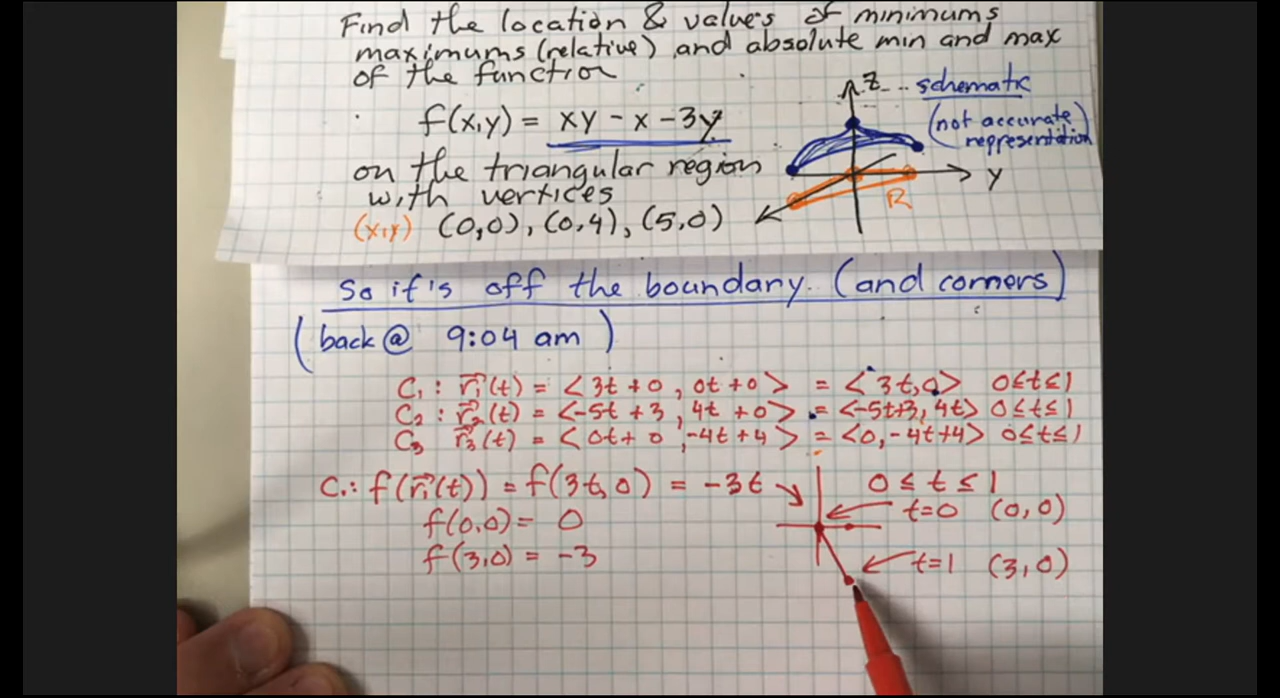 Find the location & values of minimums
maximums (relative) and absolute min and max
of the function
f(x,y) = xy - x - 3y
on the triangular region
with vertices
(x,y) (0,0), (0,4), (5,0)
z
schematic
(not accurate
representation)
y
R
So it's off the boundary. (and corners)
(back @ 9:04 am)
C₁ : r⃗₁(t) = <3t + 0, 0t + 0> = <3t, 0> 0≤t≤1
C₂ : r⃗₂(t) = <-5t + 3, 4t + 0> = <-5t+3, 4t> 0≤t≤1
C₃ r⃗₃(t) = <0t + 0, -4t + 4> = <0, -4t+4> 0≤t≤1
C₁: f(r⃗₁(t)) = f(3t, 0) = -3t 0 ≤ t ≤ 1
f(0,0) = 0 t=0 (0,0)
f(3,0) = -3 t=1 (3,0)